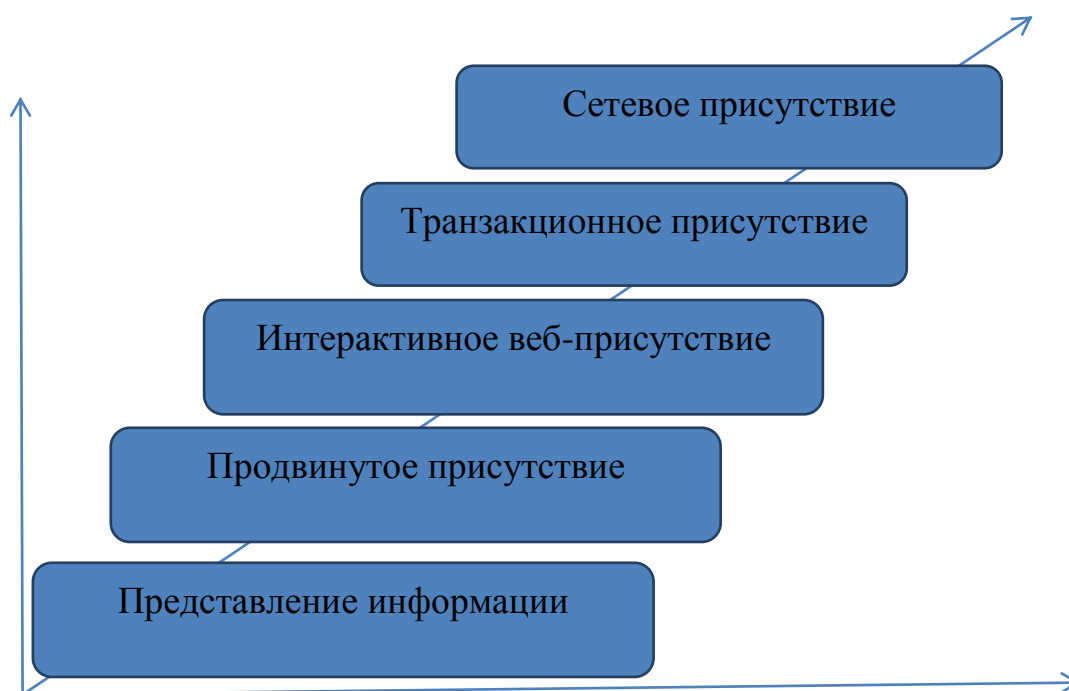 Сетевое присутствие
Транзакционное присутствие
Интерактивное веб-присутствие
Продвинутое присутствие
Представление информации